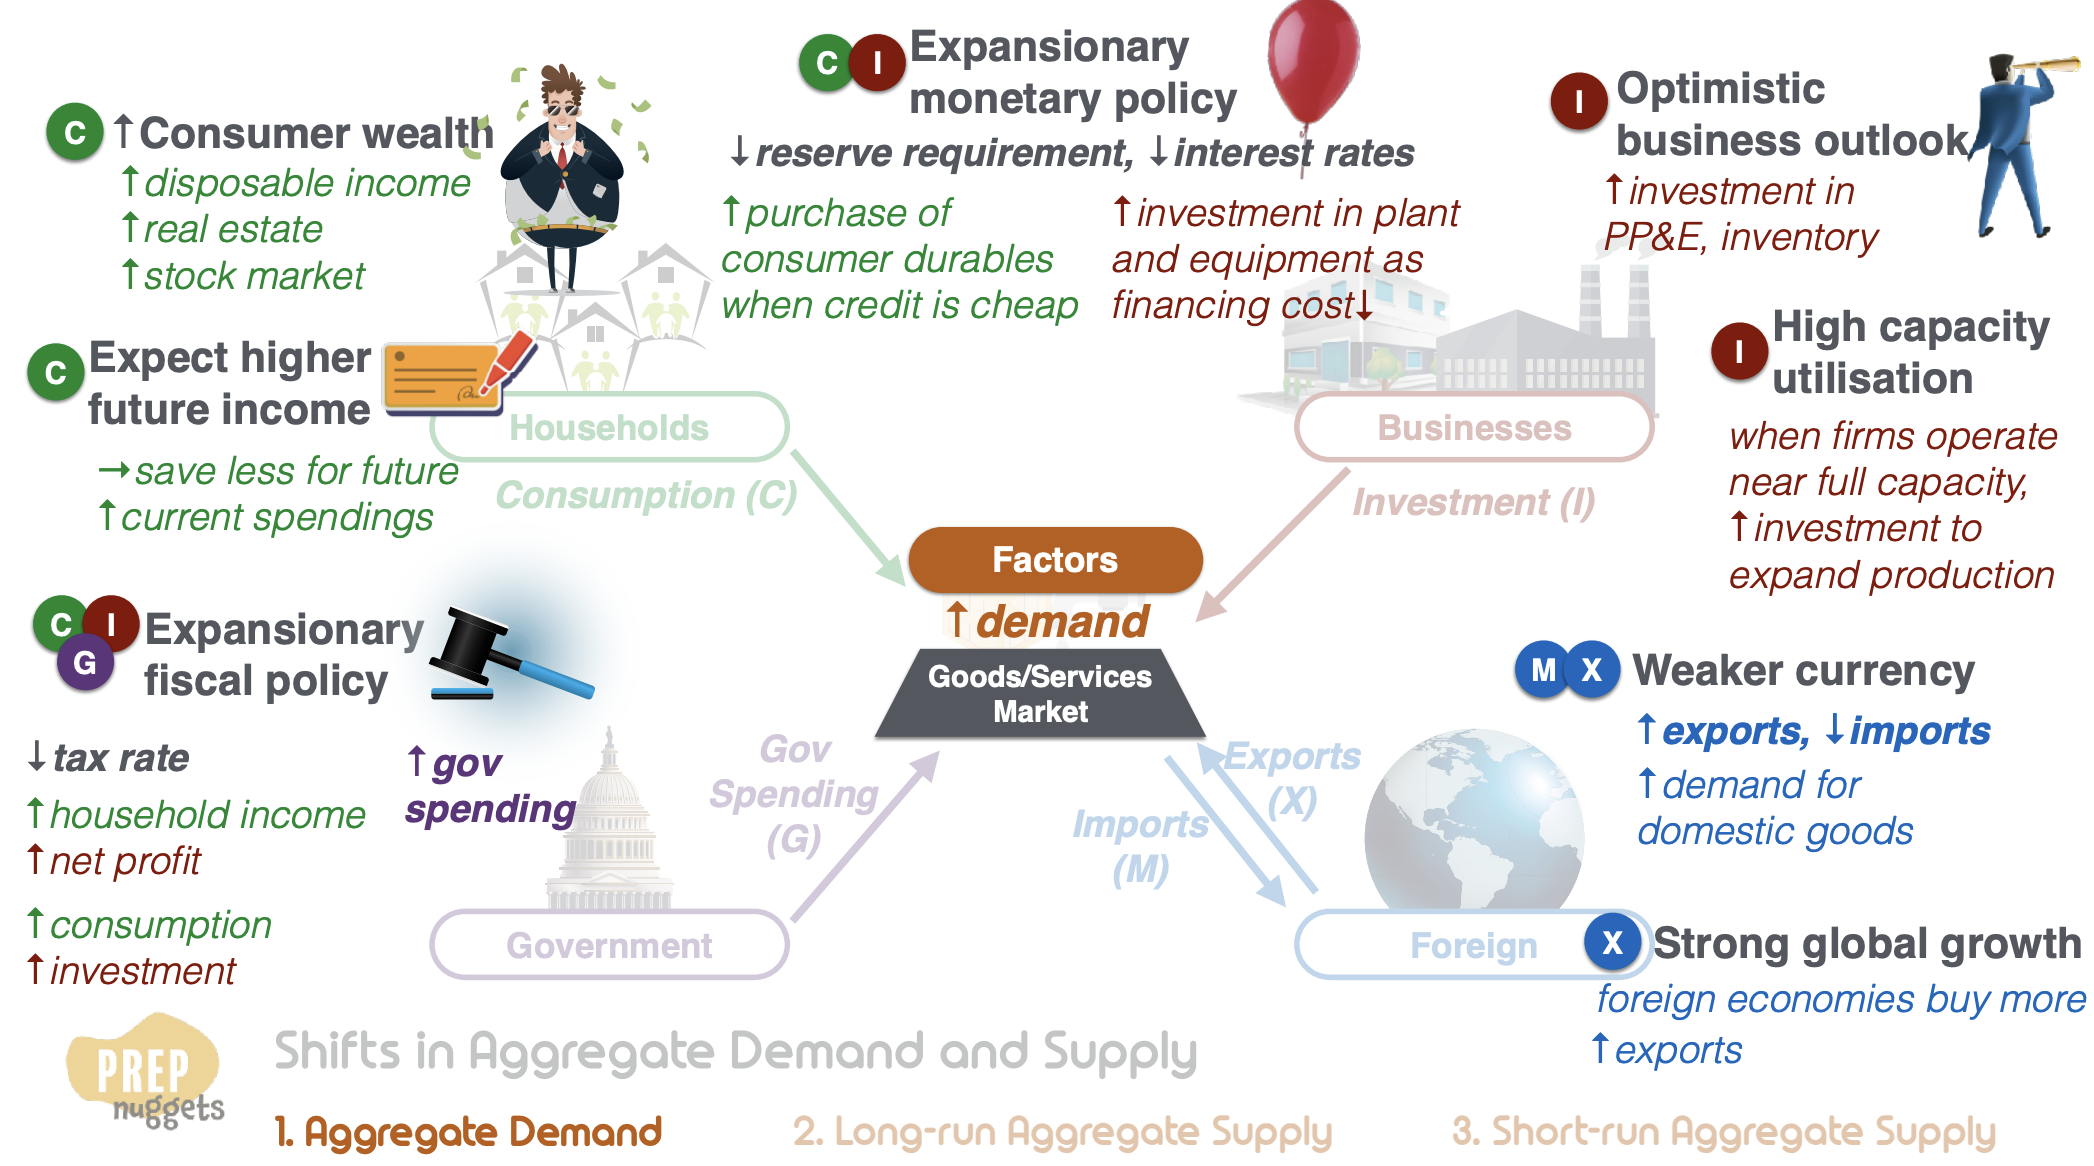 C ↑Consumer wealth
↑disposable income
↑real estate
↑stock market
C Expect higher
future income
→save less for future
↑current spendings
C I G Expansionary
fiscal policy
↓tax rate
↑household income
↑net profit
↑consumption
↑investment
↑gov
spending
C I Expansionary
monetary policy
↓reserve requirement, ↓interest rates
↑purchase of
consumer durables
when credit is cheap
↑investment in plant
and equipment as
financing cost↓
I Optimistic
business outlook
↑investment in
PP&E, inventory
I High capacity
utilisation
when firms operate
near full capacity,
↑investment to
expand production
Households
Consumption (C)
Businesses
Investment (I)
Factors
↑demand
Goods/Services
Market
Gov
Spending
(G)
Government
Exports
(X)
Imports
(M)
Foreign
M X Weaker currency
↑exports, ↓imports
↑demand for
domestic goods
X Strong global growth
foreign economies buy more
↑exports
PREP
nuggets
Shifts in Aggregate Demand and Supply
1. Aggregate Demand
2. Long-run Aggregate Supply
3. Short-run Aggregate Supply